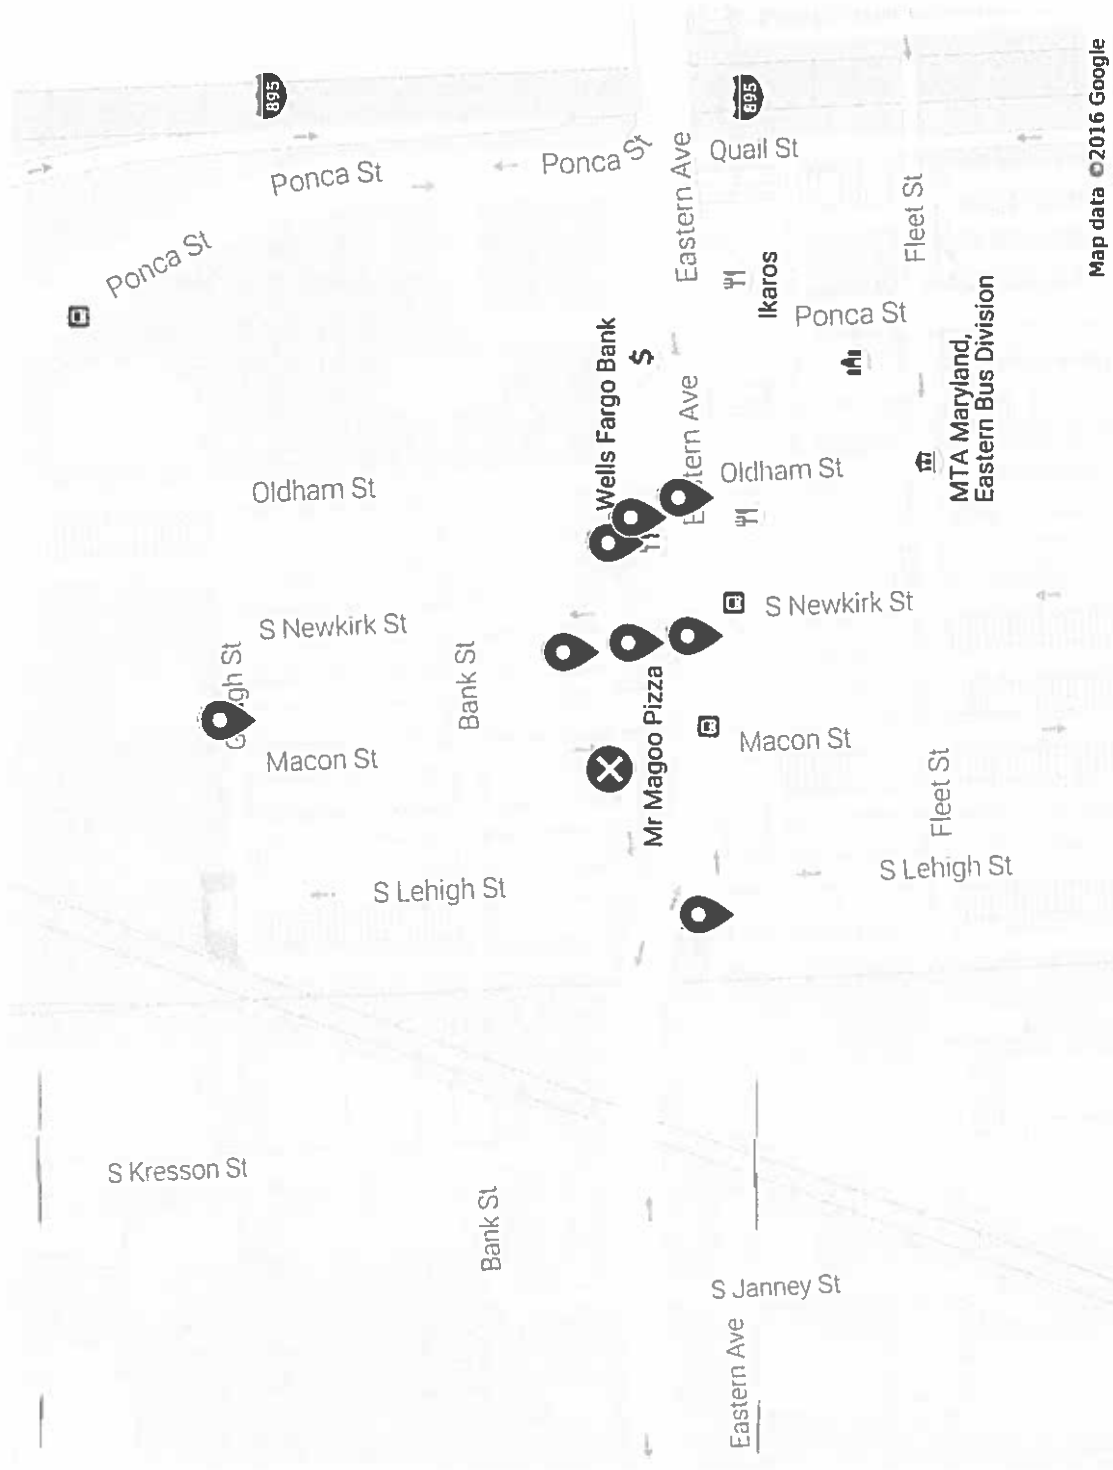 895
895
Ponca St
Ponca St
Quail St
Eastern Ave
Ponca St
Fleet St
Map data ©2016 Google
Ikaros
Ponca St
Wells Fargo Bank
$
MTA Maryland,
Eastern Bus Division
Ave
Oldham St
Oldham St
S Newkirk St
S Newkirk St
St
Bank St
Macon St
Macon St
Mr Magoo Pizza
Fleet St
S Lehigh St
S Lehigh St
S Kresson St
Bank St
S Janney St
Eastern Ave